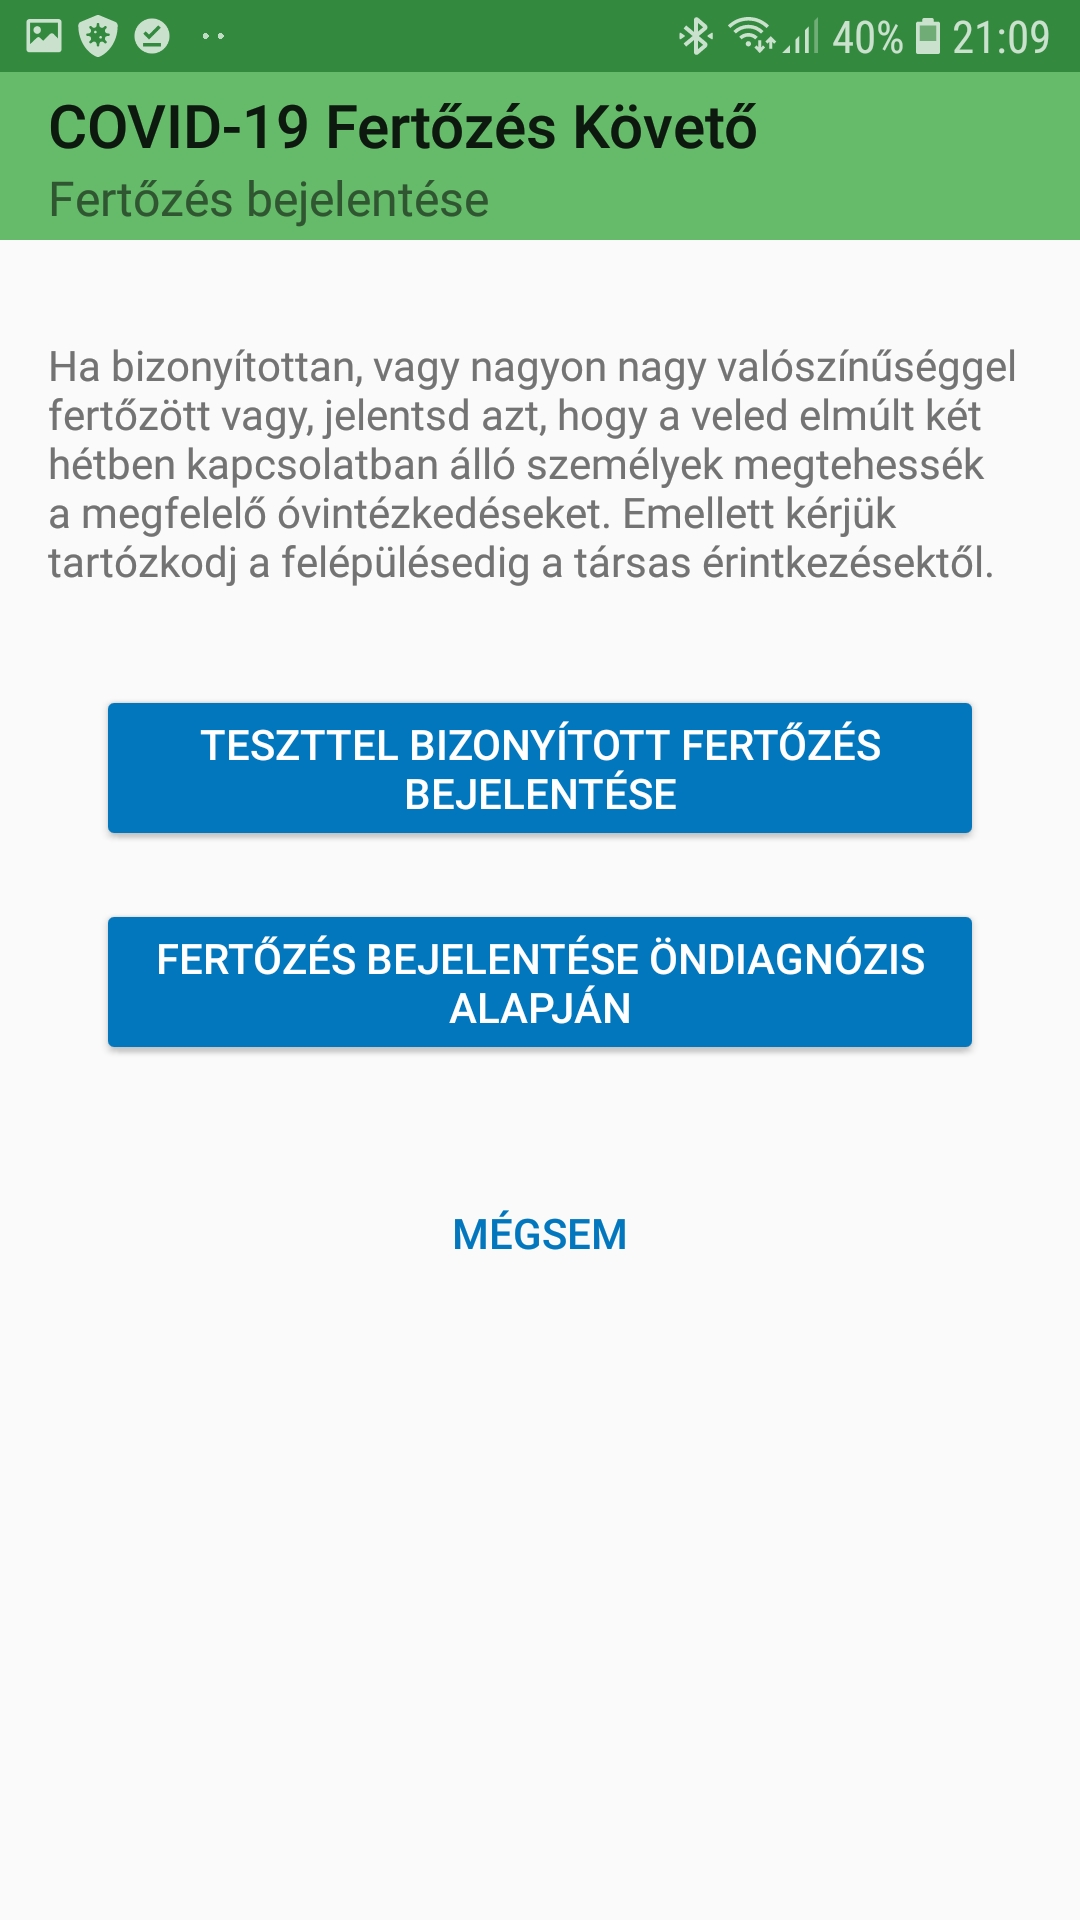 40% 21:09
COVID-19 Fertőzés Követő
Fertőzés bejelentése
Ha bizonyítottan, vagy nagyon nagy valószínűséggel
fertőzött vagy, jelentsd azt, hogy a veled elmúlt két
hétben kapcsolatban álló személyek megtehessék
a megfelelő óvintézkedéseket. Emellett kérjük
tartózkodj a felépülésedig a társas érintkezésektől.
TESZTTEL BIZONYÍTOTT FERTŐZÉS
BEJELENTÉSE
FERTŐZÉS BEJELENTÉSE ÖNDIAGNÓZIS
ALAPJÁN
MÉGSEM